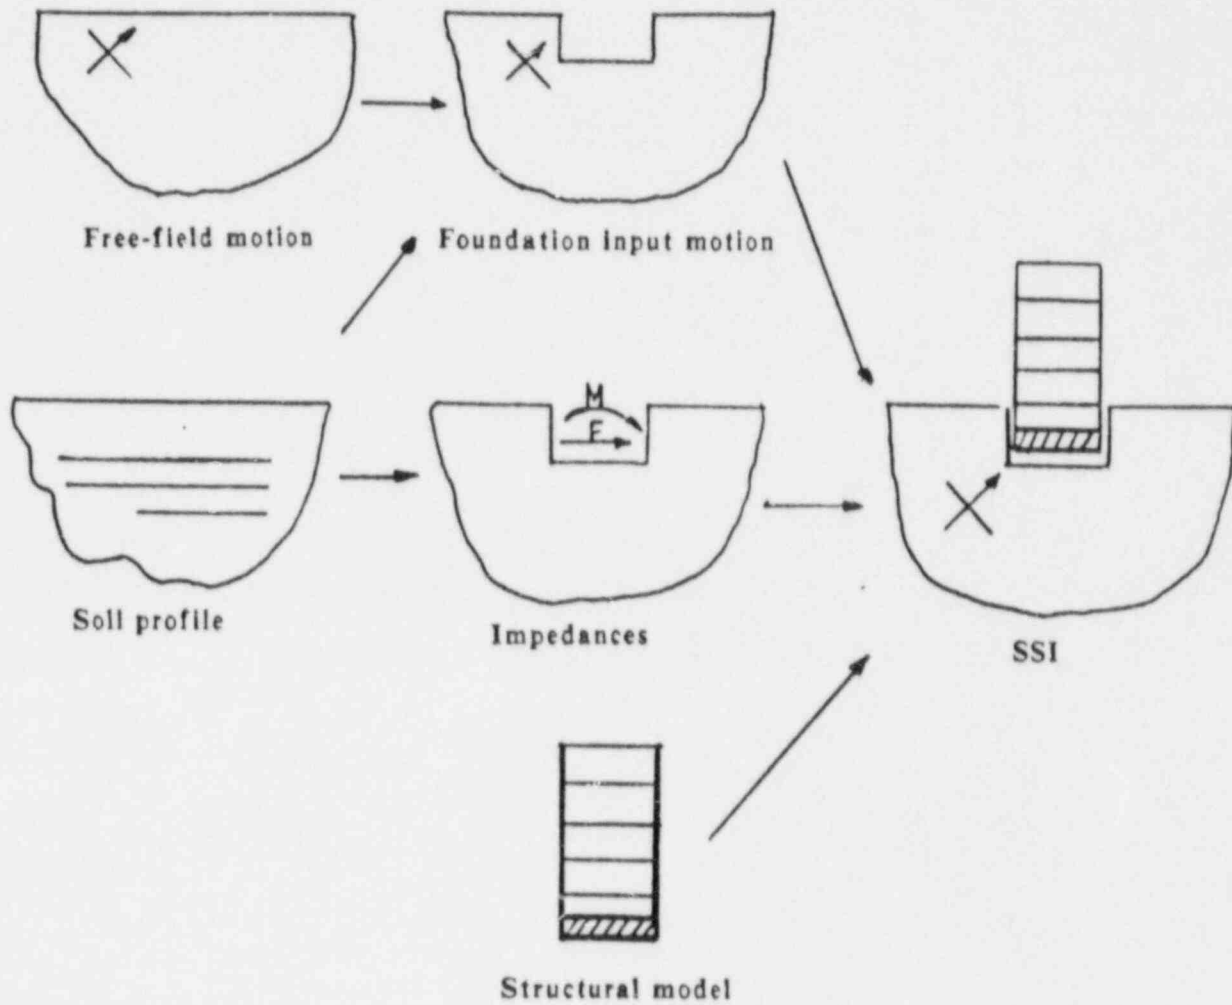 Free-field motion
Foundation input motion
M
F
Soil profile
Impedances
SSI
Structural model